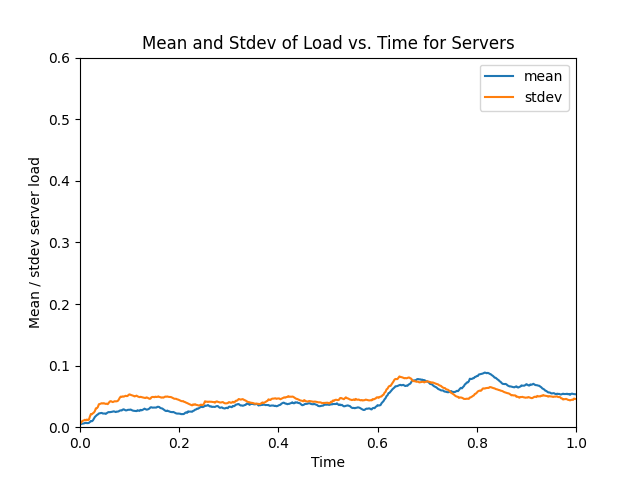 Mean and Stdev of Load vs. Time for Servers
0.6
0.5
0.4
0.3
0.2
0.1
0.0
Mean / stdev server load
mean
stdev
0.0 0.2 0.4 0.6 0.8 1.0
Time